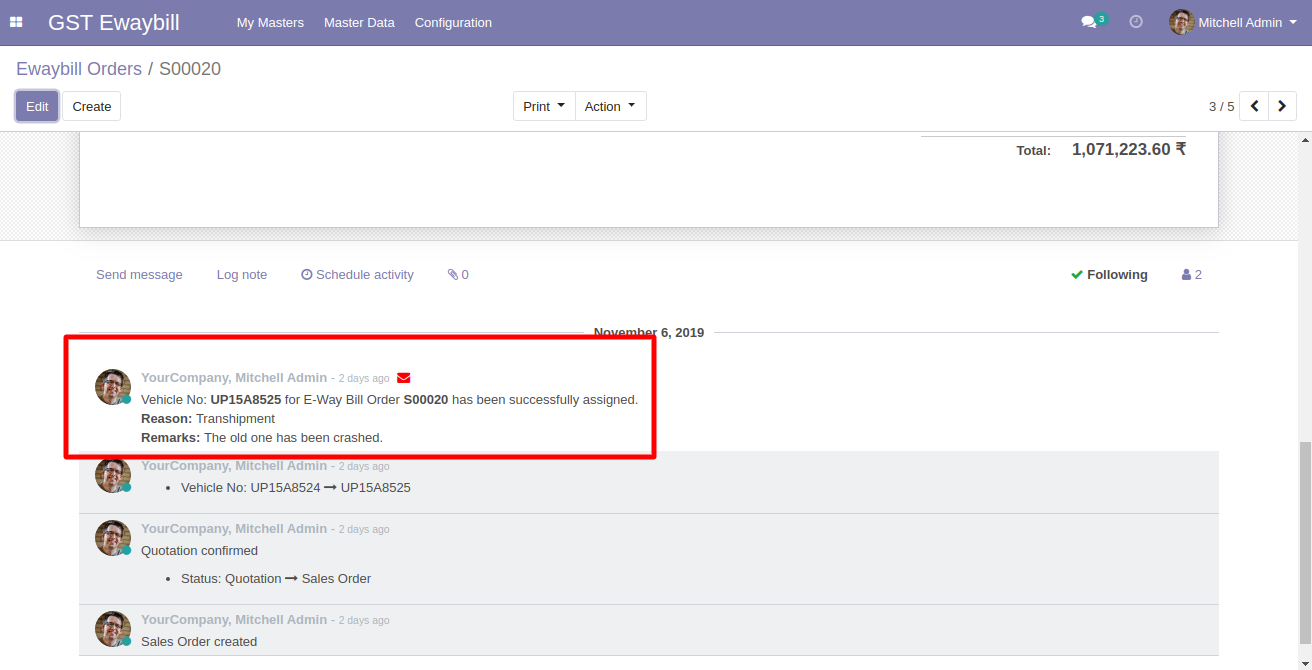 GST Ewaybill My Masters Master Data Configuration 3 Mitchell Admin
Ewaybill Orders / S00020
Edit Create Print Action 3 / 5
Total: 1,071,223.60 ₹
Send message Log note Schedule activity 0 Following 2
November 6, 2019
YourCompany, Mitchell Admin - 2 days ago
Vehicle No: UP15A8525 for E-Way Bill Order S00020 has been successfully assigned.
Reason: Transhipment
Remarks: The old one has been crashed.
YourCompany, Mitchell Admin - 2 days ago
• Vehicle No: UP15A8524 → UP15A8525
YourCompany, Mitchell Admin - 2 days ago
Quotation confirmed
• Status: Quotation → Sales Order
YourCompany, Mitchell Admin - 2 days ago
Sales Order created